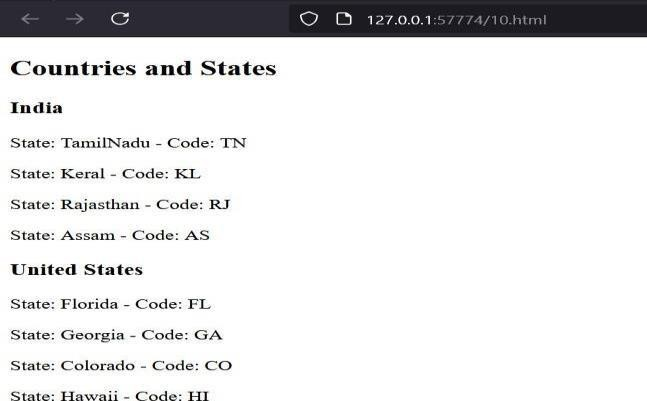 127.0.0.1:57774/10.html
Countries and States
India
State: TamilNadu - Code: TN
State: Keral - Code: KL
State: Rajasthan - Code: RJ
State: Assam - Code: AS
United States
State: Florida - Code: FL
State: Georgia - Code: GA
State: Colorado - Code: CO
State: Hawaii - Code: HI